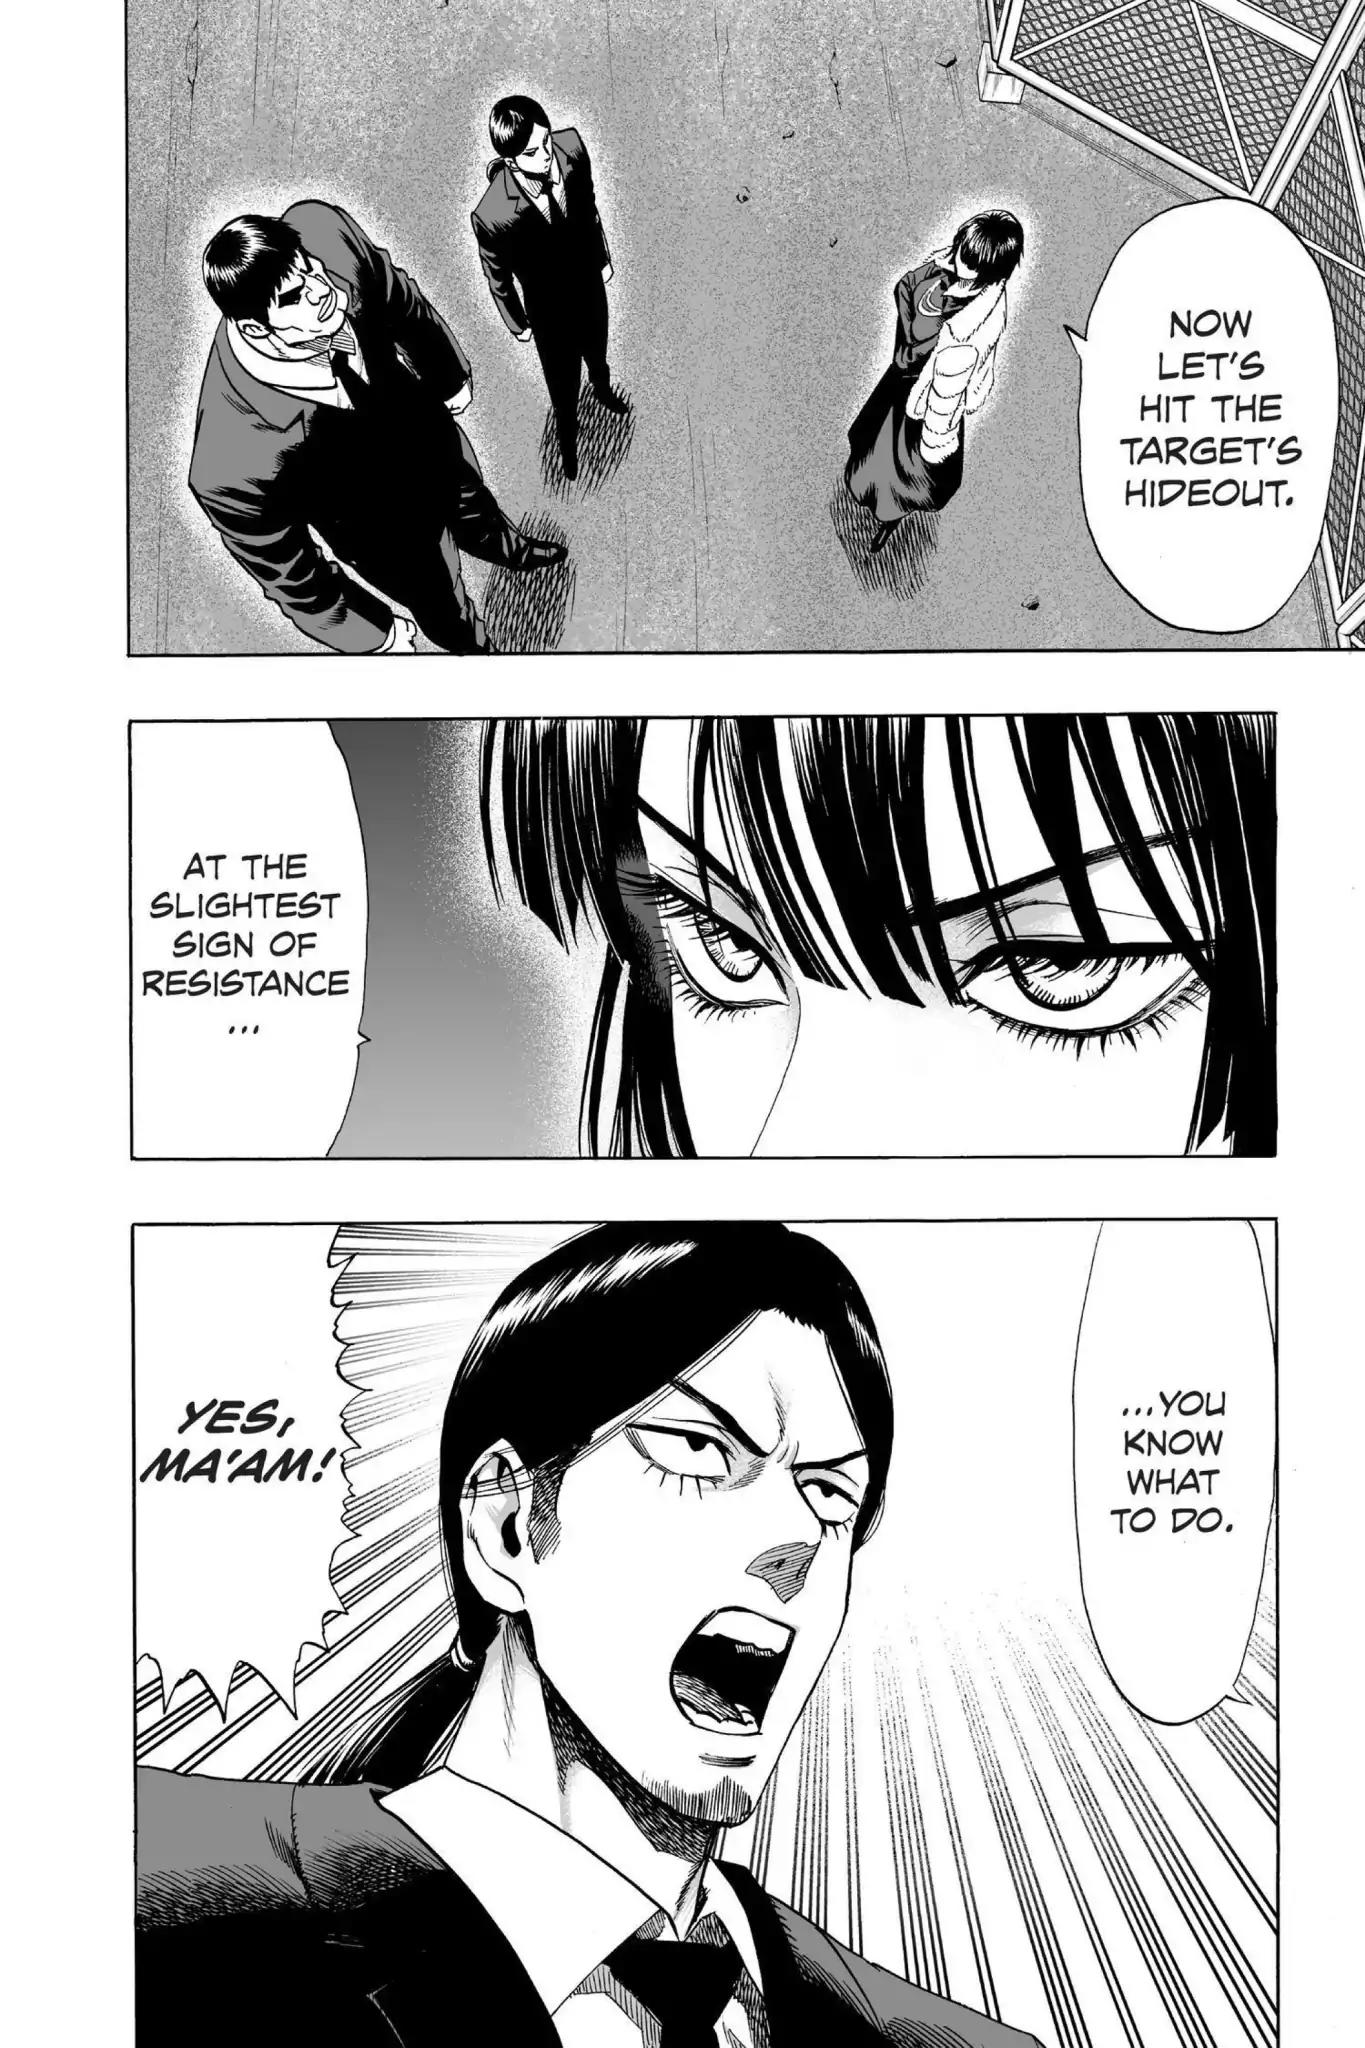 NOW
LET'S
HIT THE
TARGET'S
HIDEOUT.
AT THE
SLIGHTEST
SIGN OF
RESISTANCE
...
...YOU
KNOW
WHAT
TO DO.
YES,
MA'AM!